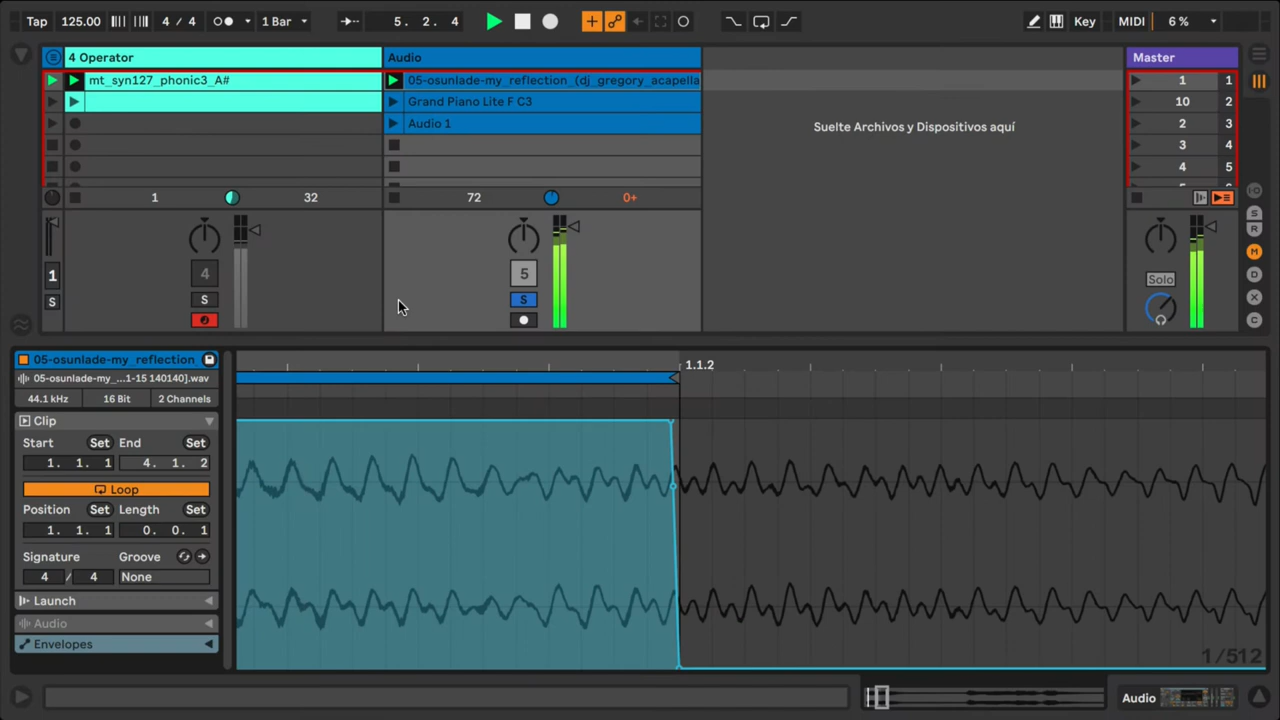 Tap 125.00 4 / 4 1 Bar 5. 2. 4 Key MIDI 6 %
4 Operator Audio Master
mt_syn127_phonic3_A# 05-osunlade-my_reflection_(dj_gregory_acapella 1 1
Grand Piano Lite F C3 10 2
Audio 1 2 3
Suelte Archivos y Dispositivos aquí
3 4
4 5
1 32 72 0+
I·O
S
R
1 4 5 M
Solo D
S S S X
C
05-osunlade-my_reflection
1.1.2
05-osunlade-my_...1-15 140140].wav
44.1 kHz 16 Bit 2 Channels
Clip
Start Set End Set
1. 1. 1 4. 1. 2
Loop
Position Set Length Set
1. 1. 1 0. 0. 1
Signature Groove
4 / 4 None
Launch
Audio
Envelopes
1/512
Audio